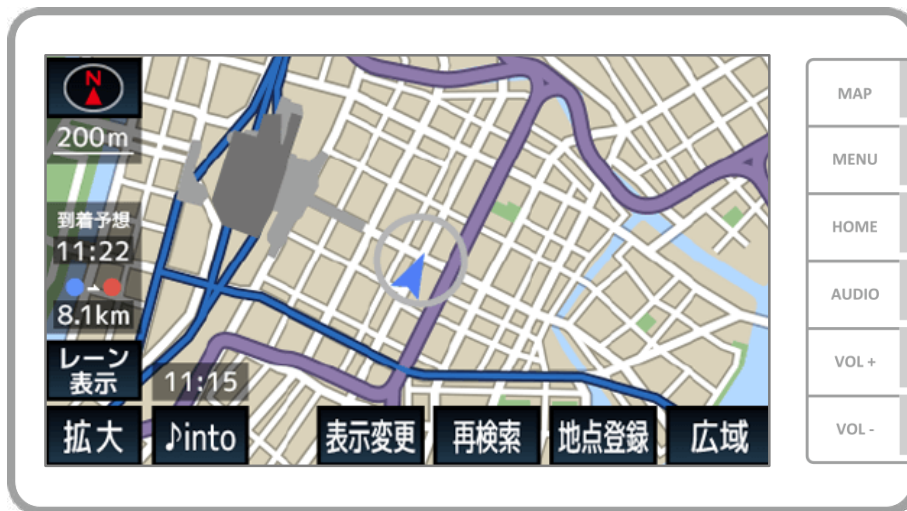 N
200m
到着予想
11:22
8.1km
レーン
表示
11:15
拡大
♪into
表示変更
再検索
地点登録
広域
MAP
MENU
HOME
AUDIO
VOL +
VOL -